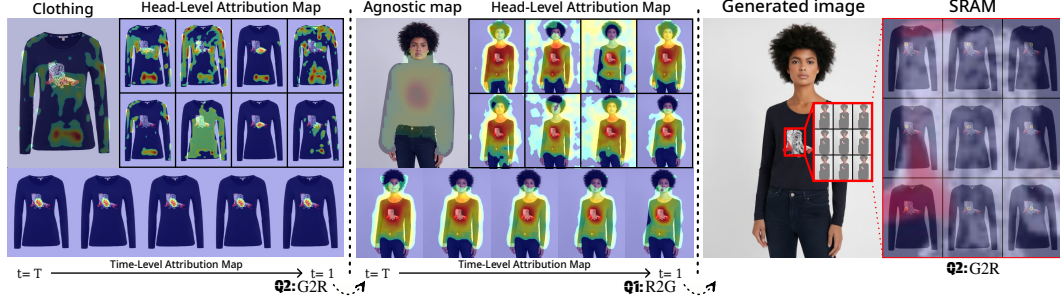 Clothing
Head-Level Attribution Map
Agnostic map
Head-Level Attribution Map
Generated image
SRAM
t= T
Time-Level Attribution Map
t= 1
Q2: G2R
t= T
Time-Level Attribution Map
t= 1
Q1: R2G
Q2: G2R